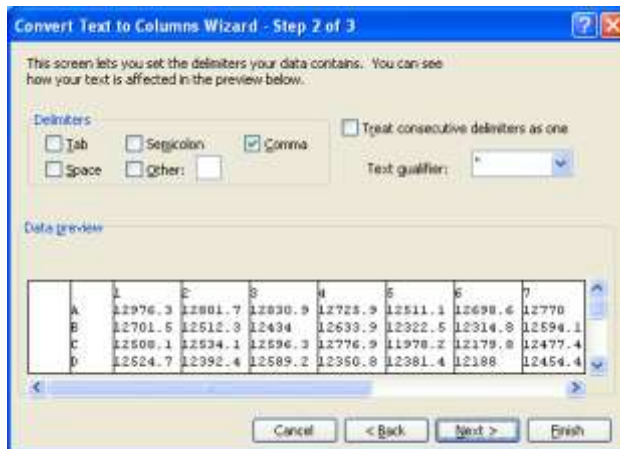 Convert Text to Columns Wizard - Step 2 of 3
This screen lets you set the delimiters your data contains. You can see
how your text is affected in the preview below.
Delimiters
Tab Semicolon Comma
Space Other:
Treat consecutive delimiters as one
Text qualifier: "
Data preview
1 2 3 4 5 6 7
A 12976.3 12801.7 12830.9 12725.9 12511.1 12698.6 12770
B 12701.5 12512.3 12434 12633.9 12322.5 12314.8 12594.1
C 12508.1 12534.1 12596.3 12776.9 11978.2 12179.8 12477.4
D 12524.7 12392.4 12589.2 12350.8 12381.4 12188 12454.4
Cancel < Back Next > Finish